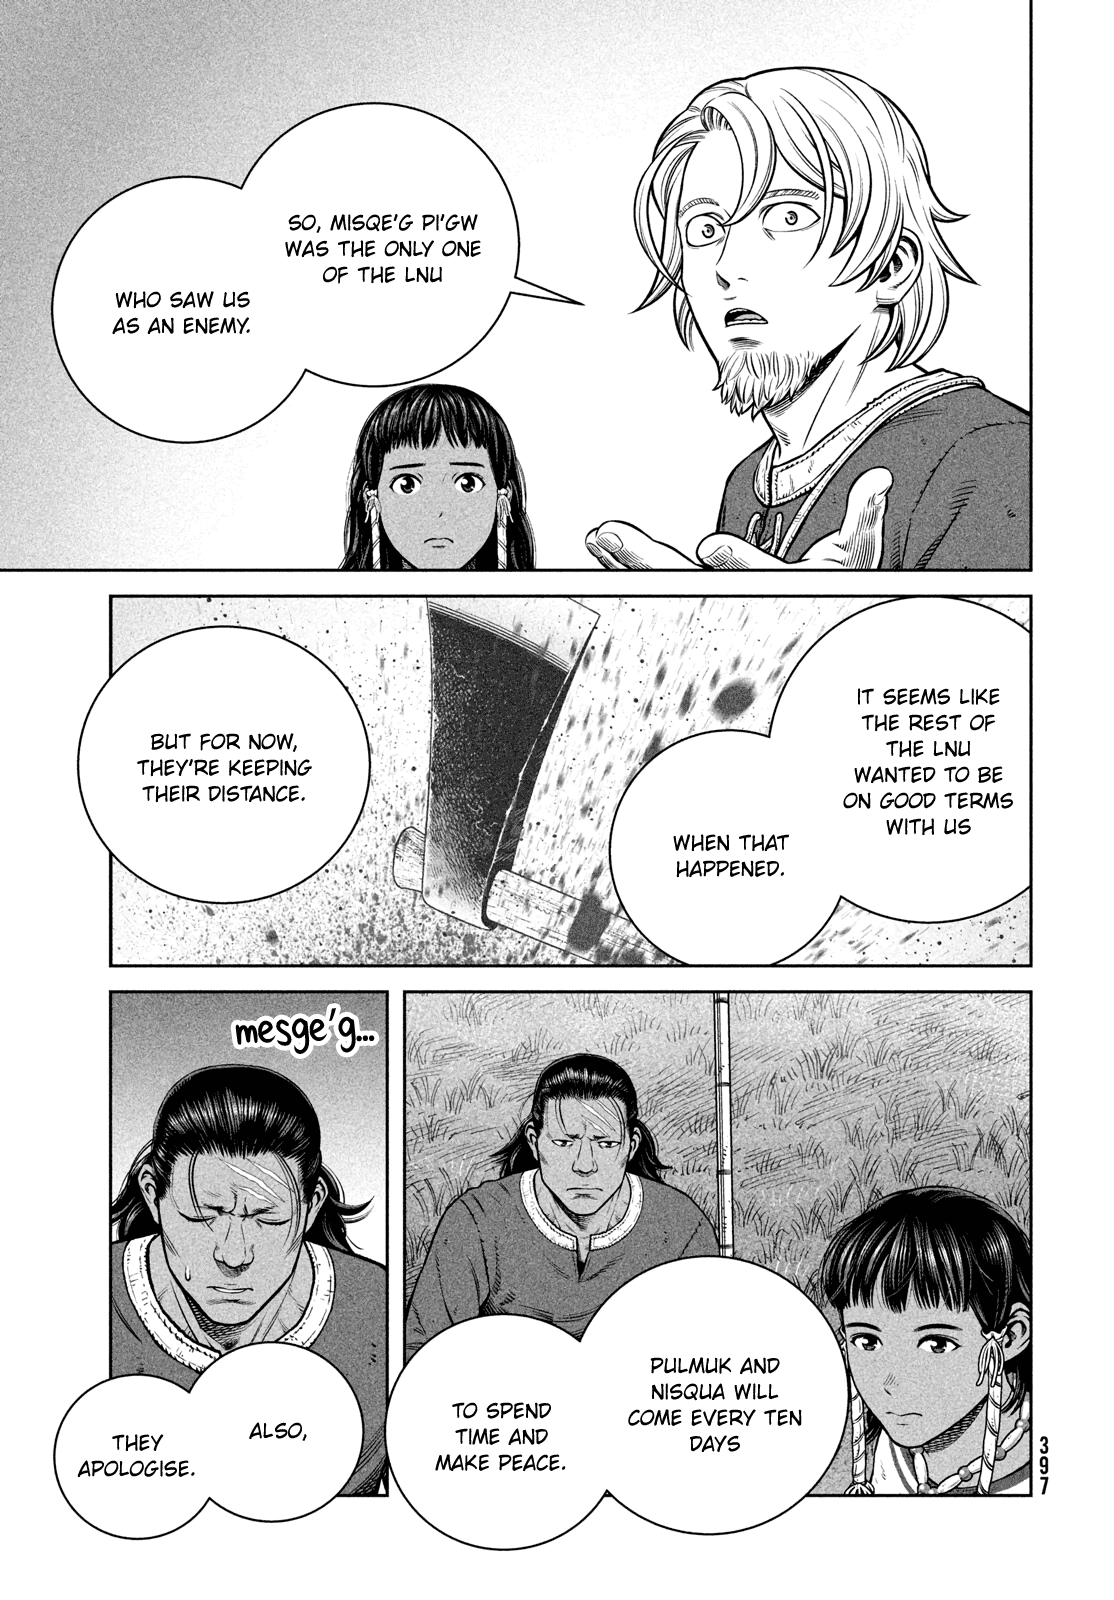 SO, MISQE'G PI'GW
WAS THE ONLY ONE
OF THE LNU
WHO SAW US
AS AN ENEMY.
IT SEEMS LIKE
THE REST OF
THE LNU
WANTED TO BE
ON GOOD TERMS
WITH US
WHEN THAT
HAPPENED.
BUT FOR NOW,
THEY'RE KEEPING
THEIR DISTANCE.
PULMUK AND
NISQUA WILL
COME EVERY TEN
DAYS
TO SPEND
TIME AND
MAKE PEACE.
mesge'g...
ALSO,
THEY
APOLOGISE.
397